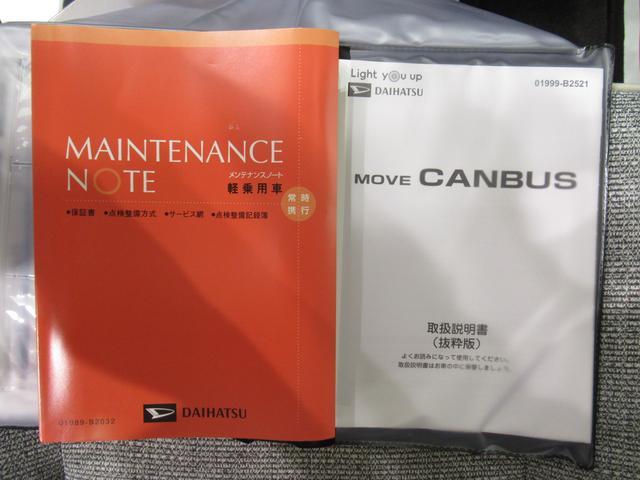 MAINTENANCE
NOTE
メンテナンスノート
軽乗用車
常時
携行
●保証書 ●点検整備方式 ●サービス網 ●点検整備記録簿
01989-B2032
DAIHATSU
Light you up
DAIHATSU
01999-B2521
MOVE CANBUS
取扱説明書
（抜粋版）
よくお読みになって使用してください。
取扱説明書はお車の中に保管しましょう。